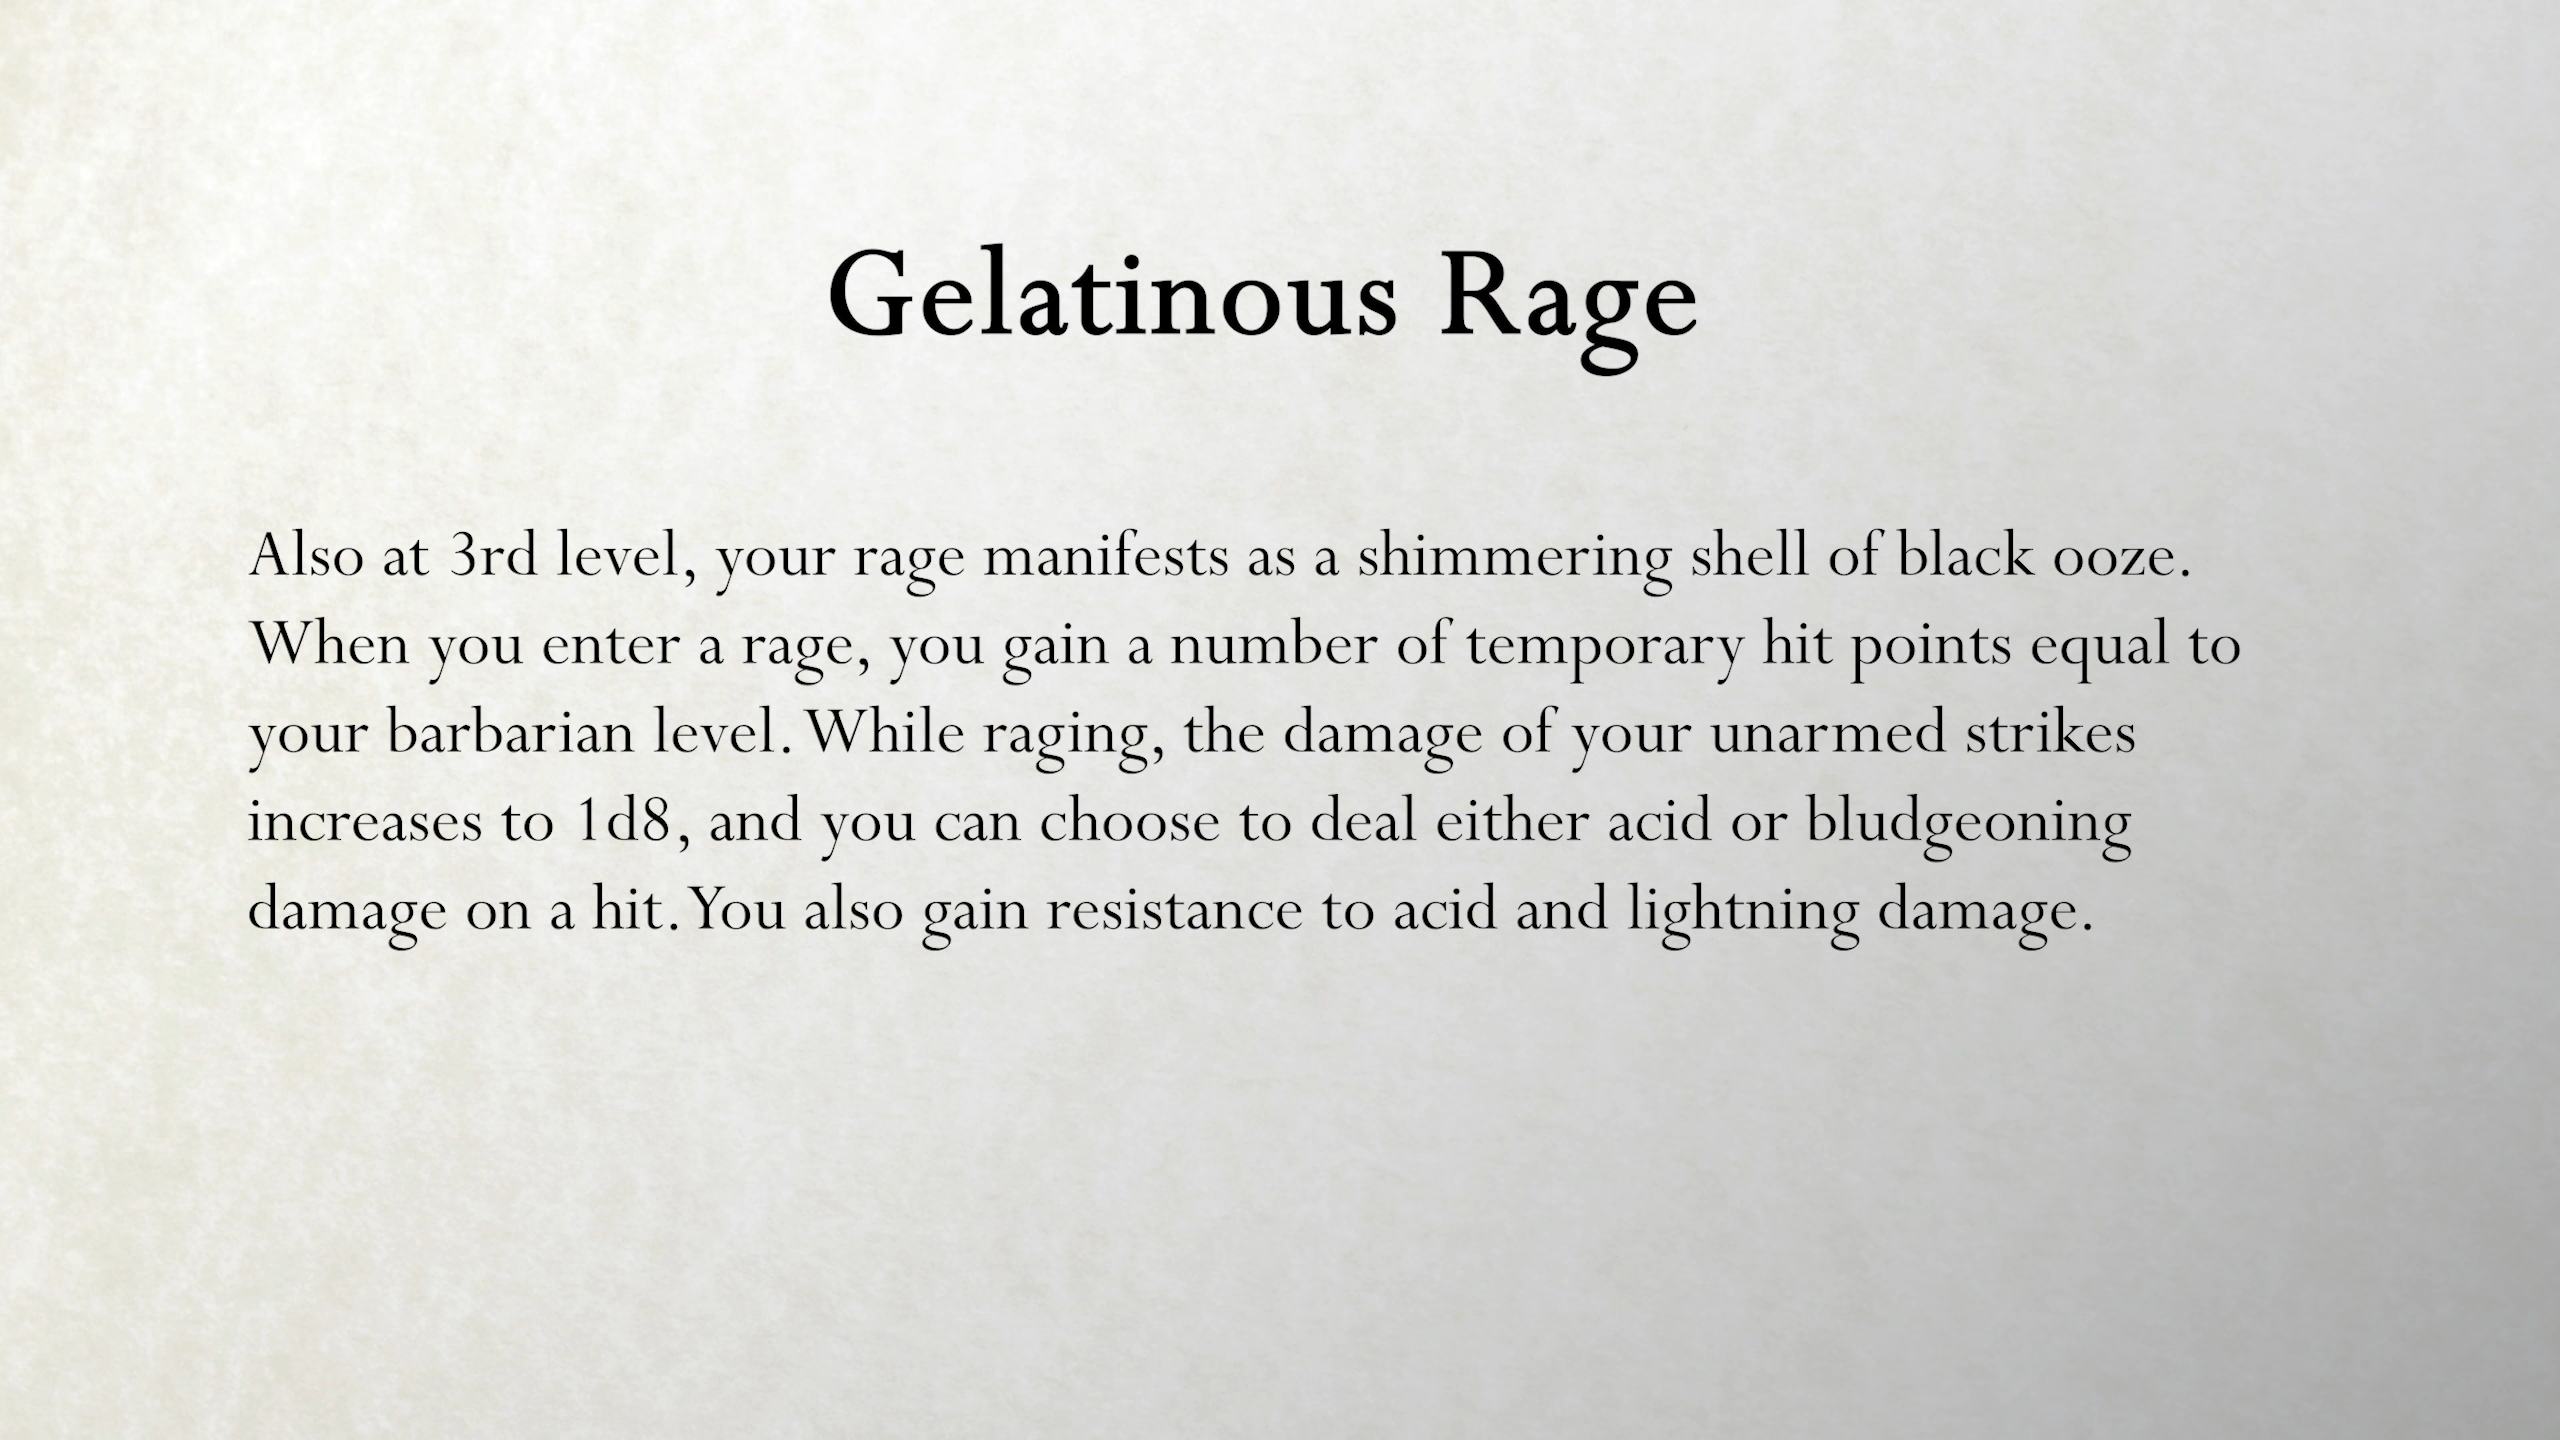 Gelatinous Rage
Also at 3rd level, your rage manifests as a shimmering shell of black ooze.
When you enter a rage, you gain a number of temporary hit points equal to
your barbarian level. While raging, the damage of your unarmed strikes
increases to 1d8, and you can choose to deal either acid or bludgeoning
damage on a hit. You also gain resistance to acid and lightning damage.